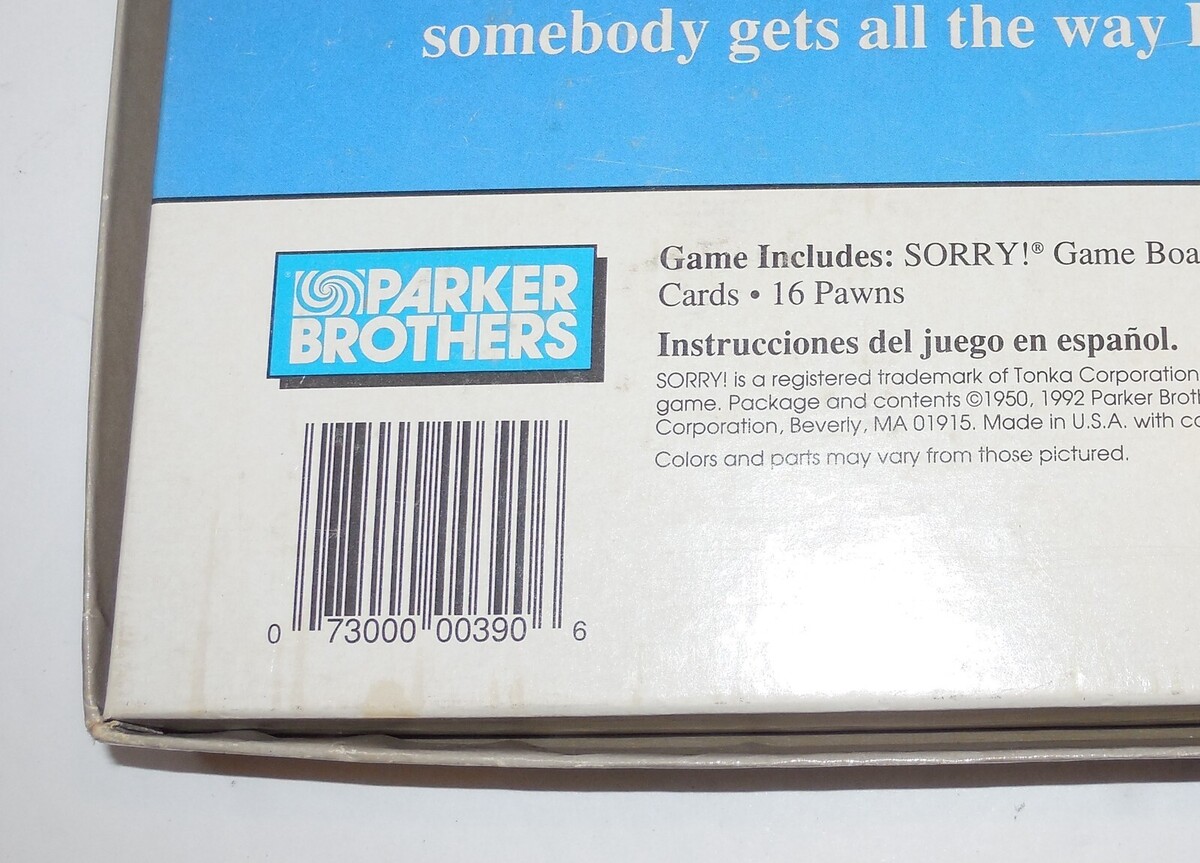 somebody gets all the way
PARKER
BROTHERS
Game Includes: SORRY!® Game Boa
Cards • 16 Pawns
Instrucciones del juego en español.
SORRY! is a registered trademark of Tonka Corporation
game. Package and contents ©1950, 1992 Parker Brot
Corporation, Beverly, MA 01915. Made in U.S.A. with co
Colors and parts may vary from those pictured.
0 73000 00390 6